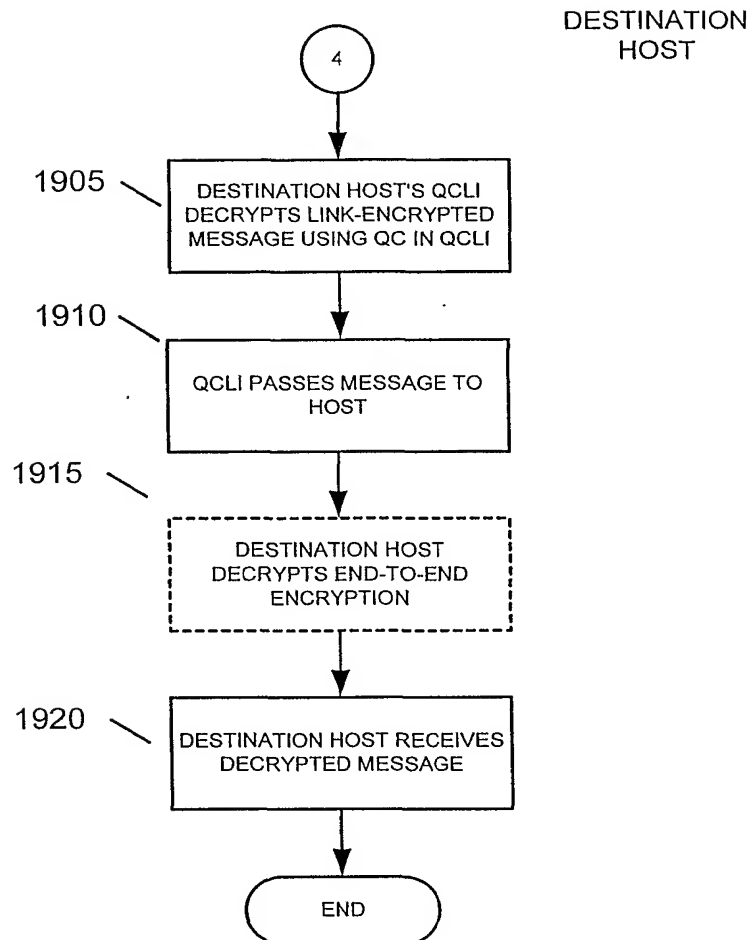 DESTINATION
HOST
4
1905
DESTINATION HOST'S QCLI
DECRYPTS LINK-ENCRYPTED
MESSAGE USING QC IN QCLI
1910
QCLI PASSES MESSAGE TO
HOST
1915
DESTINATION HOST
DECRYPTS END-TO-END
ENCRYPTION
1920
DESTINATION HOST RECEIVES
DECRYPTED MESSAGE
END